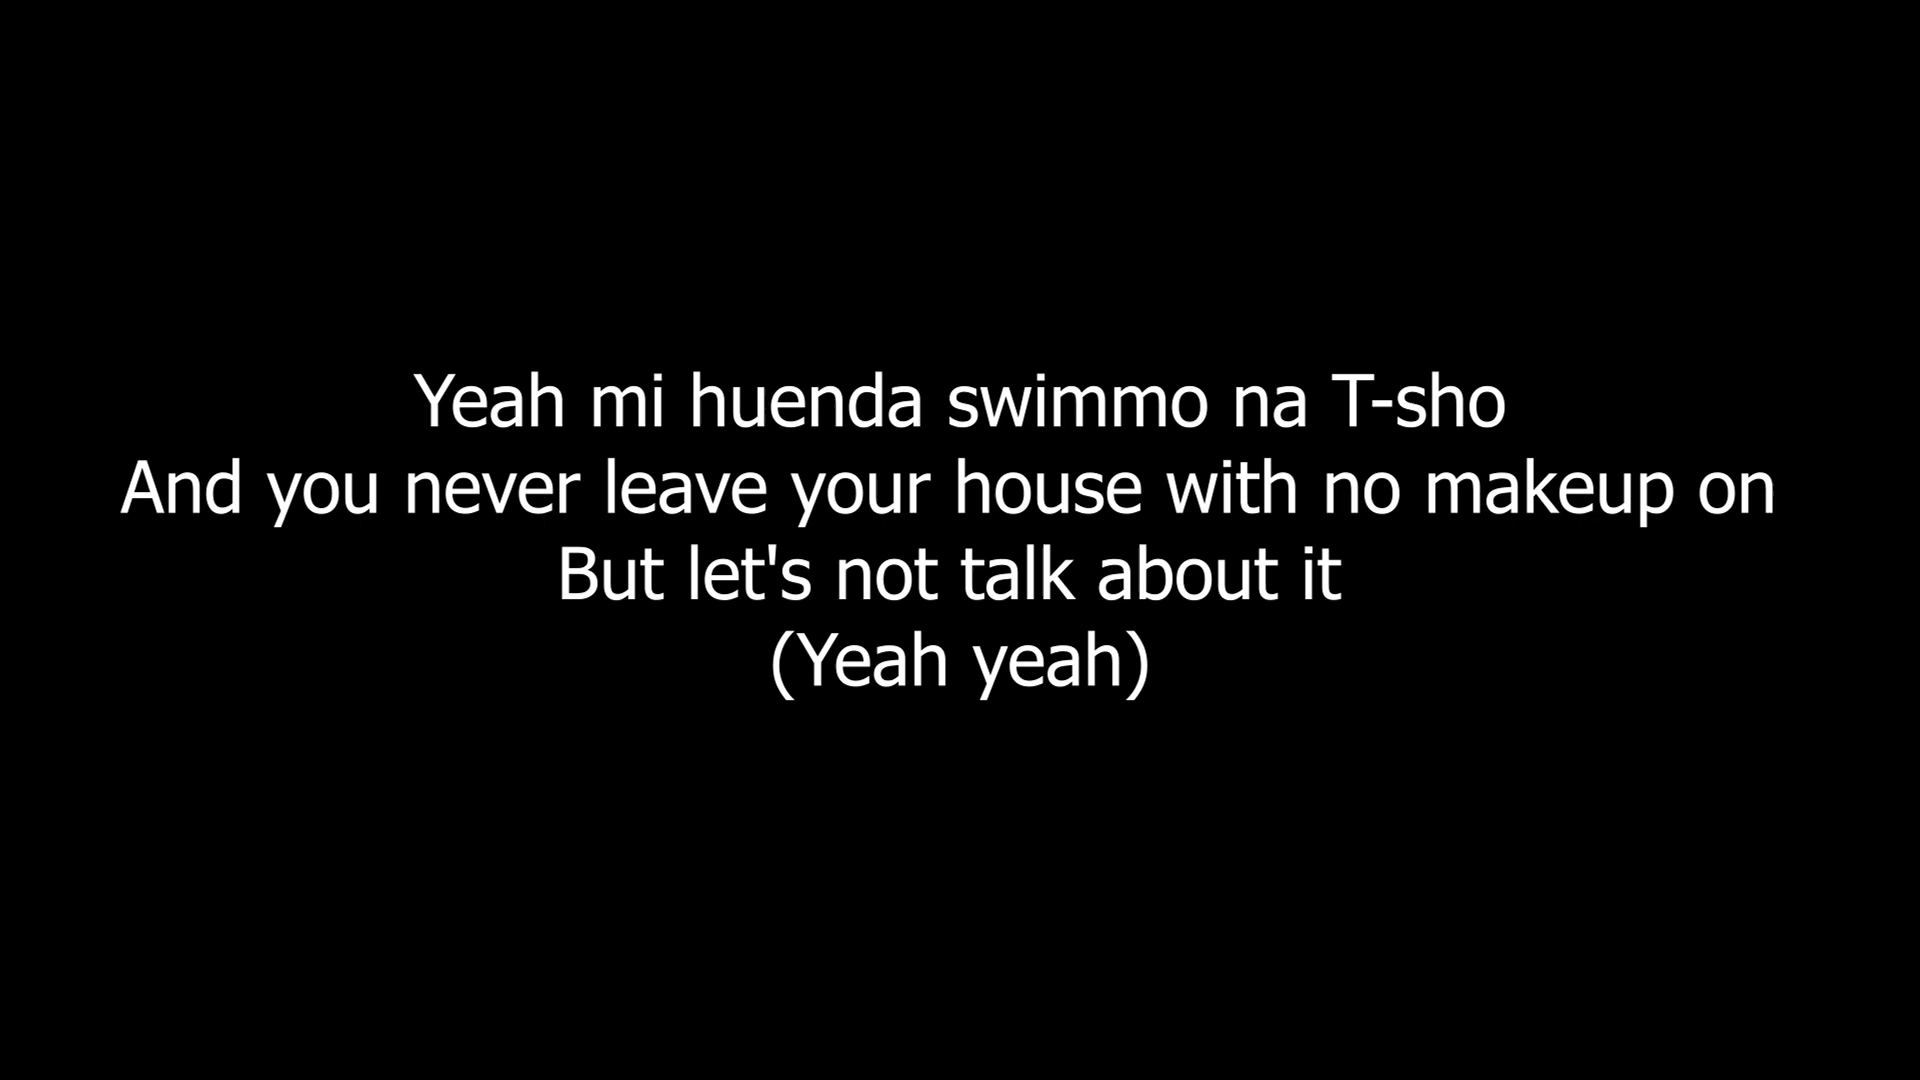 Yeah mi huenda swimmo na T-sho
And you never leave your house with no makeup on
But let's not talk about it
(Yeah yeah)